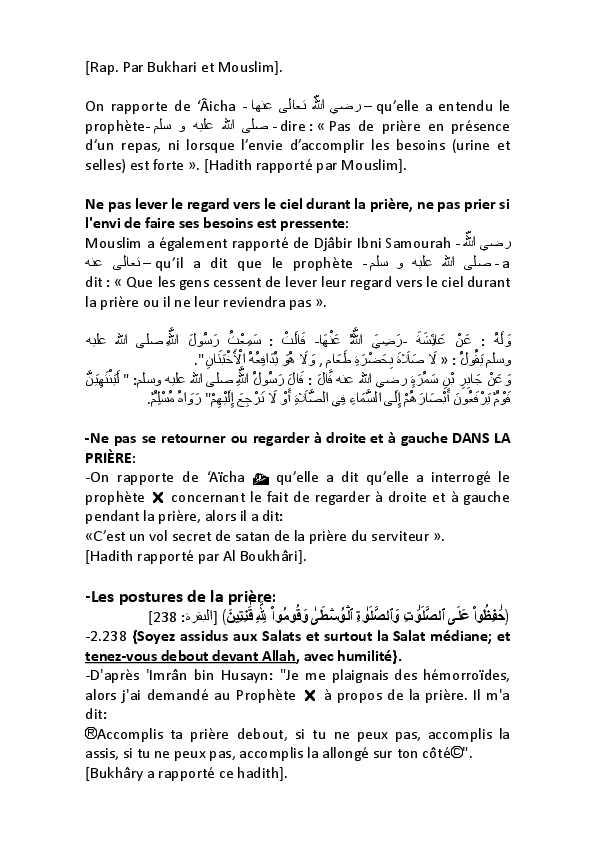 [Rap. Par Bukhari et Mouslim].
On rapporte de ‘Âicha - رضي الله تعالى عنها – qu’elle a entendu le
prophète- صلى الله عليه و سلم - dire : « Pas de prière en présence
d’un repas, ni lorsque l’envie d’accomplir les besoins (urine et
selles) est forte ». [Hadith rapporté par Mouslim].
Ne pas lever le regard vers le ciel durant la prière, ne pas prier si
l'envi de faire ses besoins est pressente:
Mouslim a également rapporté de Djâbir Ibni Samourah - رضي الله
تعالى عنه – qu’il a dit que le prophète - صلى الله عليه و سلم - a
dit : « Que les gens cessent de lever leur regard vers le ciel durant
la prière ou il ne leur reviendra pas ».
وَلَهُ : عَنْ عَائِشَةَ -رَضِيَ اللَّهُ عَنْهَا- قَالَتْ : سَمِعْتُ رَسُولَ اللَّهِ صلى الله عليه
وسلم يَقُولُ : « لَا صَلَاةَ بِحَضْرَةِ طَعَامٍ , وَلَا هُوَ يُدَافِعُهُ الْأَخْبَثَانِ".
وَعَنْ جَابِرِ بْنِ سَمُرَةَ رضي الله عنه قَالَ : قَالَ رَسُولُ اللَّهِ صلى الله عليه وسلم: " لَيَنْتَهِيَنَّ
قَوْمٌ يَرْفَعُونَ أَبْصَارَهُمْ إِلَى السَّمَاءِ فِي الصَّلَاةِ أَوْ لَا تَرْجِعَ إِلَيْهِمْ" رَوَاهُ مُسْلِمٌ.
-Ne pas se retourner ou regarder à droite et à gauche DANS LA
PRIÈRE:
-On rapporte de ‘Aïcha qu’elle a dit qu’elle a interrogé le
prophète concernant le fait de regarder à droite et à gauche
pendant la prière, alors il a dit:
«C’est un vol secret de satan de la prière du serviteur ».
[Hadith rapporté par Al Boukhâri].
-Les postures de la prière:
(حَٰفِظُواْ عَلَى ٱلصَّلَوَٰتِ وَٱلصَّلَوٰةِ ٱلۡوُسۡطَىٰ وَقُومُواْ لِلَّهِ قَٰنِتِينَ) [البقرة: 238]
-2.238 {Soyez assidus aux Salats et surtout la Salat médiane; et
tenez-vous debout devant Allah, avec humilité}.
-D'après 'Imrân bin Husayn: "Je me plaignais des hémorroïdes,
alors j'ai demandé au Prophète à propos de la prière. Il m'a
dit:
®Accomplis ta prière debout, si tu ne peux pas, accomplis la
assis, si tu ne peux pas, accomplis la allongé sur ton côté©".
[Bukhâry a rapporté ce hadith].